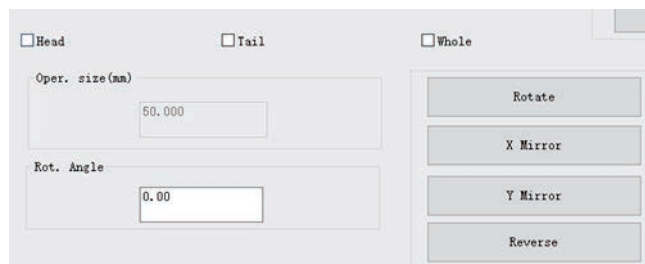 Head
Tail
Whole
Oper. size(mm)
50.000
Rot. Angle
0.00
Rotate
X Mirror
Y Mirror
Reverse